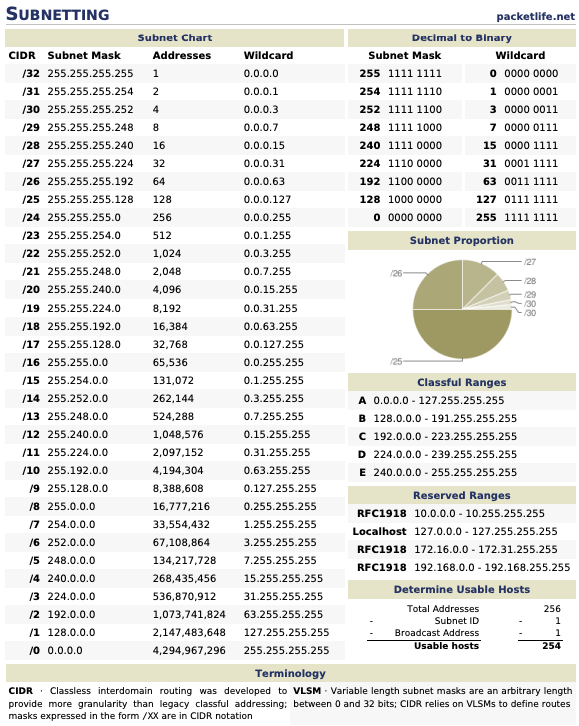 SUBNETTING
packetlife.net
Subnet Chart
CIDR Subnet Mask Addresses Wildcard
/32 255.255.255.255 1 0.0.0.0
/31 255.255.255.254 2 0.0.0.1
/30 255.255.255.252 4 0.0.0.3
/29 255.255.255.248 8 0.0.0.7
/28 255.255.255.240 16 0.0.0.15
/27 255.255.255.224 32 0.0.0.31
/26 255.255.255.192 64 0.0.0.63
/25 255.255.255.128 128 0.0.0.127
/24 255.255.255.0 256 0.0.0.255
/23 255.255.254.0 512 0.0.1.255
/22 255.255.252.0 1,024 0.0.3.255
/21 255.255.248.0 2,048 0.0.7.255
/20 255.255.240.0 4,096 0.0.15.255
/19 255.255.224.0 8,192 0.0.31.255
/18 255.255.192.0 16,384 0.0.63.255
/17 255.255.128.0 32,768 0.0.127.255
/16 255.255.0.0 65,536 0.0.255.255
/15 255.254.0.0 131,072 0.1.255.255
/14 255.252.0.0 262,144 0.3.255.255
/13 255.248.0.0 524,288 0.7.255.255
/12 255.240.0.0 1,048,576 0.15.255.255
/11 255.224.0.0 2,097,152 0.31.255.255
/10 255.192.0.0 4,194,304 0.63.255.255
/9 255.128.0.0 8,388,608 0.127.255.255
/8 255.0.0.0 16,777,216 0.255.255.255
/7 254.0.0.0 33,554,432 1.255.255.255
/6 252.0.0.0 67,108,864 3.255.255.255
/5 248.0.0.0 134,217,728 7.255.255.255
/4 240.0.0.0 268,435,456 15.255.255.255
/3 224.0.0.0 536,870,912 31.255.255.255
/2 192.0.0.0 1,073,741,824 63.255.255.255
/1 128.0.0.0 2,147,483,648 127.255.255.255
/0 0.0.0.0 4,294,967,296 255.255.255.255
Decimal to Binary
Subnet Mask Wildcard
255 1111 1111 0 0000 0000
254 1111 1110 1 0000 0001
252 1111 1100 3 0000 0011
248 1111 1000 7 0000 0111
240 1111 0000 15 0000 1111
224 1110 0000 31 0001 1111
192 1100 0000 63 0011 1111
128 1000 0000 127 0111 1111
0 0000 0000 255 1111 1111
Subnet Proportion
/27
/26
/28
/29
/30
/30
/25
Classful Ranges
A 0.0.0.0 - 127.255.255.255
B 128.0.0.0 - 191.255.255.255
C 192.0.0.0 - 223.255.255.255
D 224.0.0.0 - 239.255.255.255
E 240.0.0.0 - 255.255.255.255
Reserved Ranges
RFC1918 10.0.0.0 - 10.255.255.255
Localhost 127.0.0.0 - 127.255.255.255
RFC1918 172.16.0.0 - 172.31.255.255
RFC1918 192.168.0.0 - 192.168.255.255
Determine Usable Hosts
Total Addresses 256
- Subnet ID - 1
- Broadcast Address - 1
Usable hosts 254
Terminology
CIDR · Classless interdomain routing was developed to
provide more granularity than legacy classful addressing;
masks expressed in the form /XX are in CIDR notation
VLSM · Variable length subnet masks are an arbitrary length
between 0 and 32 bits; CIDR relies on VLSMs to define routes